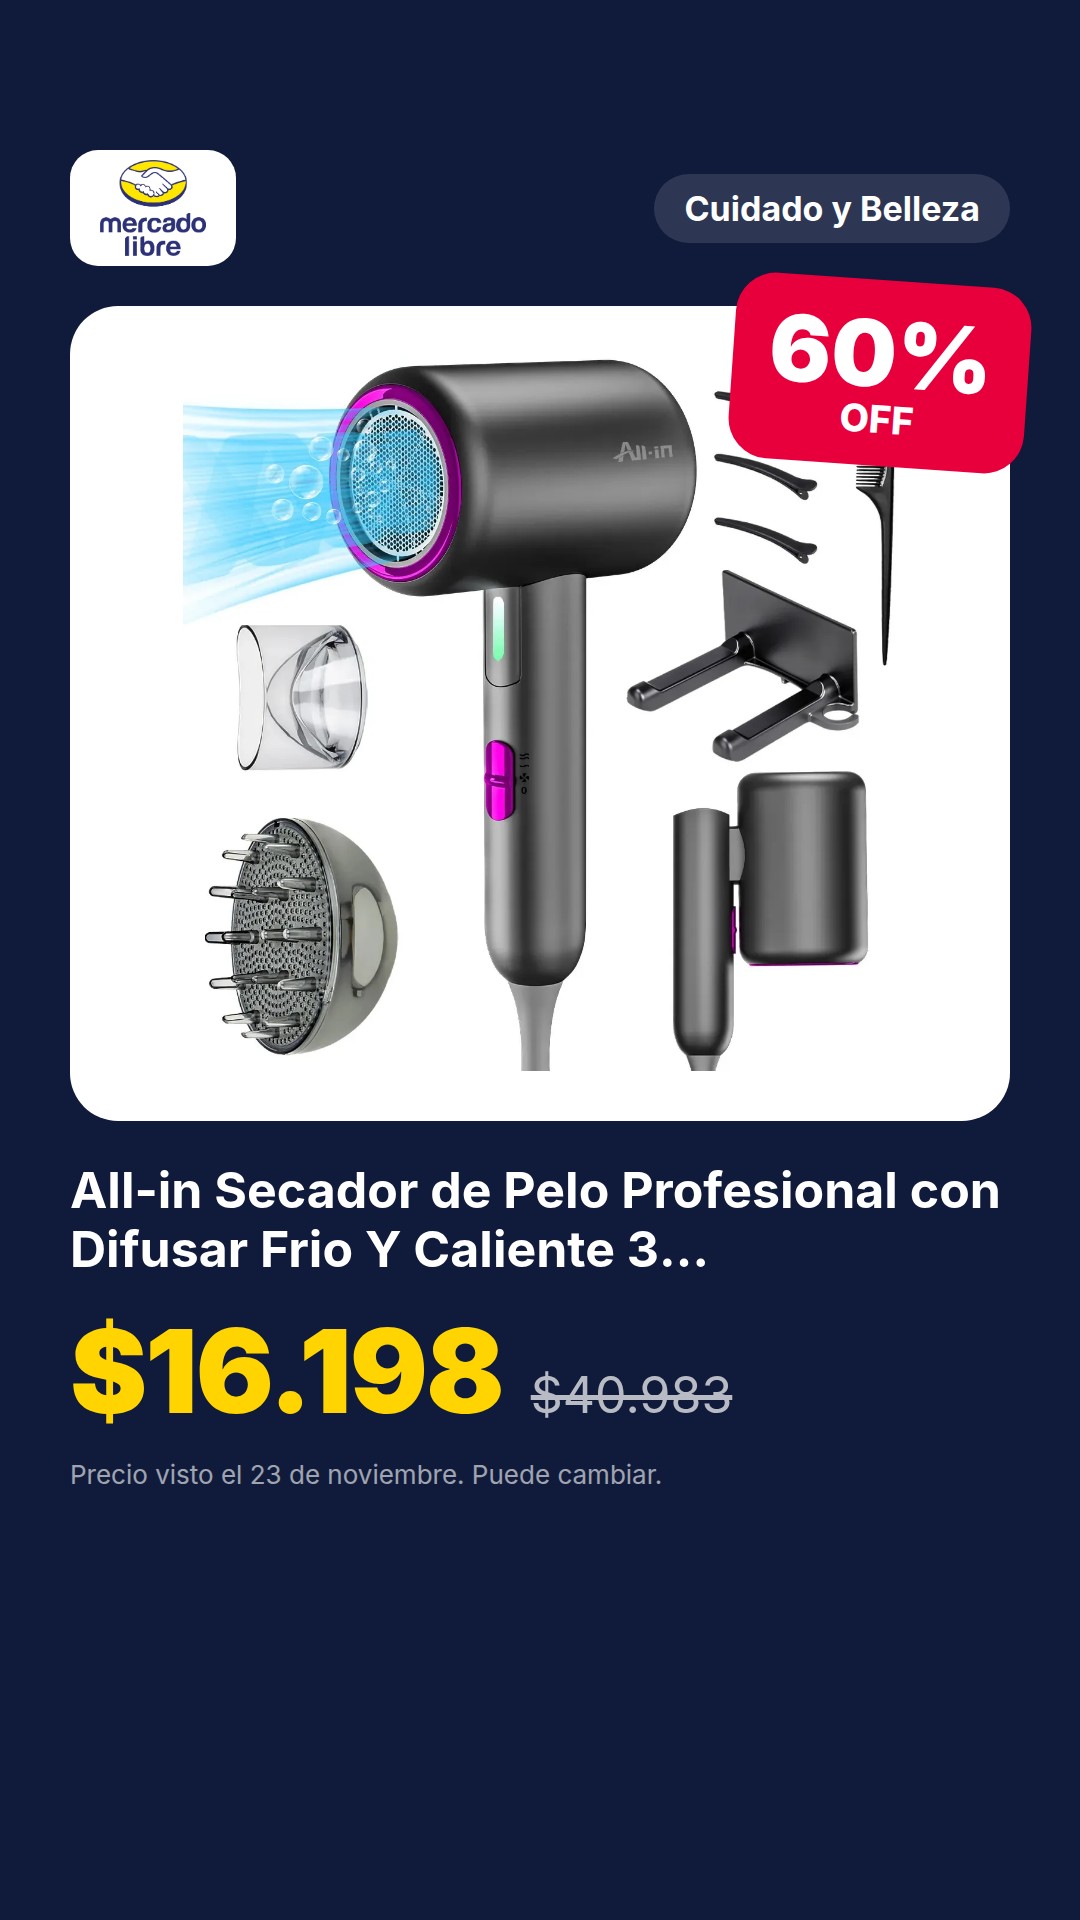 mercado
libre
Cuidado y Belleza
60%
OFF
All-in
All-in Secador de Pelo Profesional con
Difusar Frio Y Caliente 3...
$16.198 $40.983
Precio visto el 23 de noviembre. Puede cambiar.